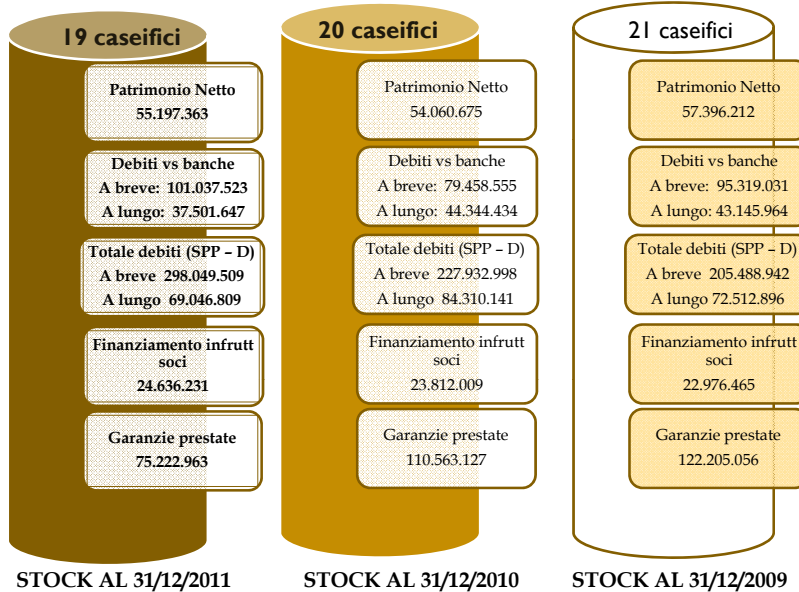 19 caseifici
Patrimonio Netto
55.197.363
Debiti vs banche
A breve: 101.037.523
A lungo: 37.501.647
Totale debiti (SPP – D)
A breve 298.049.509
A lungo 69.046.809
Finanziamento infrutt
soci
24.636.231
Garanzie prestate
75.222.963
STOCK AL 31/12/2011
20 caseifici
Patrimonio Netto
54.060.675
Debiti vs banche
A breve: 79.458.555
A lungo: 44.344.434
Totale debiti (SPP – D)
A breve 227.932.998
A lungo 84.310.141
Finanziamento infrutt
soci
23.812.009
Garanzie prestate
110.563.127
STOCK AL 31/12/2010
21 caseifici
Patrimonio Netto
57.396.212
Debiti vs banche
A breve: 95.319.031
A lungo: 43.145.964
Totale debiti (SPP – D)
A breve 205.488.942
A lungo 72.512.896
Finanziamento infrutt
soci
22.976.465
Garanzie prestate
122.205.056
STOCK AL 31/12/2009